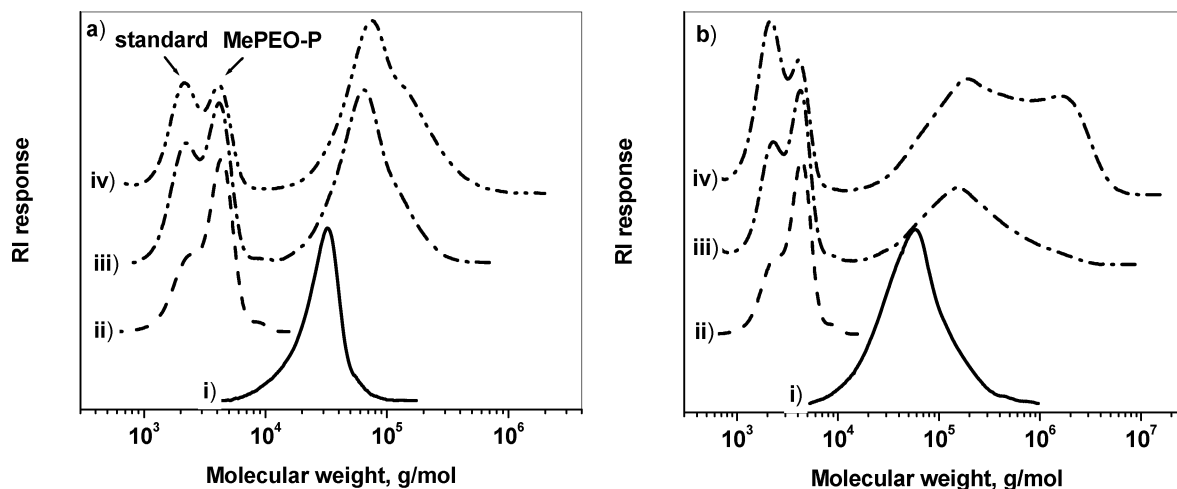 a)
standard MePEO-P
iv)
iii)
ii)
i)
RI response
10³ 10⁴ 10⁵ 10⁶
Molecular weight, g/mol
b)
iv)
iii)
ii)
i)
RI response
10³ 10⁴ 10⁵ 10⁶ 10⁷
Molecular weight, g/mol